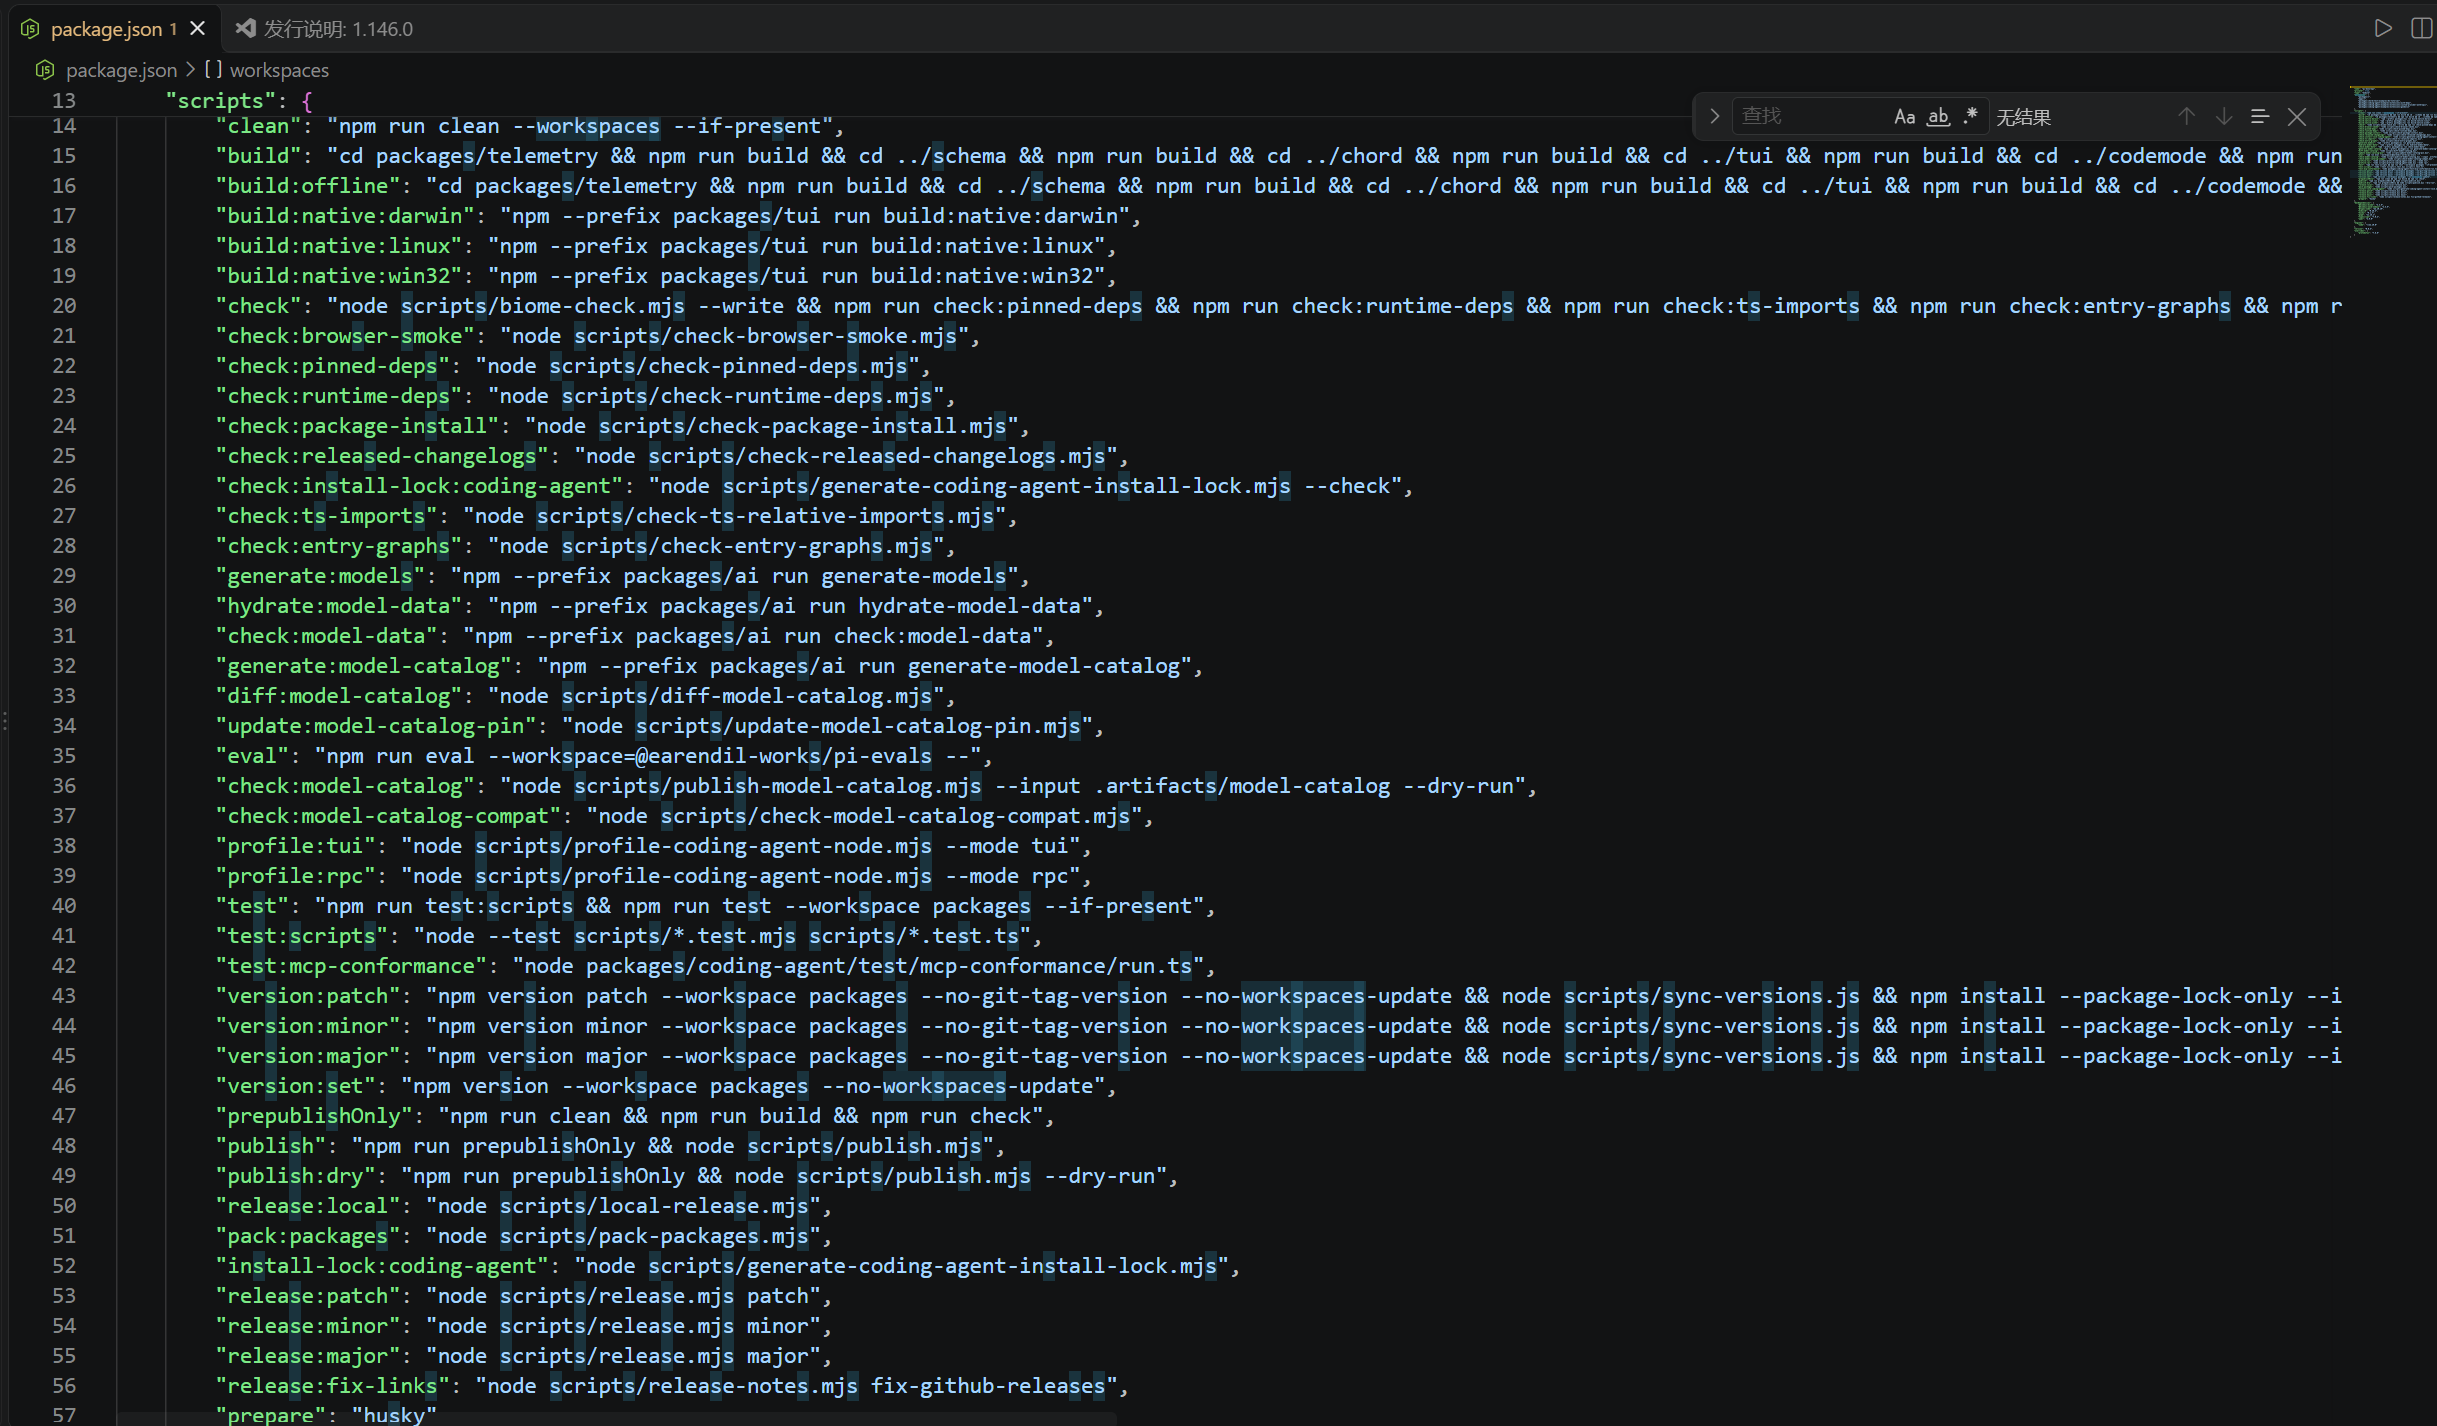 package.json 1
发行说明: 1.146.0
package.json > [ ] workspaces
查找 Aa ab .* 无结果
13 "scripts": {
14 "clean": "npm run clean --workspaces --if-present",
15 "build": "cd packages/telemetry && npm run build && cd ../schema && npm run build && cd ../chord && npm run build && cd ../tui && npm run build && cd ../codemode && npm run
16 "build:offline": "cd packages/telemetry && npm run build && cd ../schema && npm run build && cd ../chord && npm run build && cd ../tui && npm run build && cd ../codemode &&
17 "build:native:darwin": "npm --prefix packages/tui run build:native:darwin",
18 "build:native:linux": "npm --prefix packages/tui run build:native:linux",
19 "build:native:win32": "npm --prefix packages/tui run build:native:win32",
20 "check": "node scripts/biome-check.mjs --write && npm run check:pinned-deps && npm run check:runtime-deps && npm run check:ts-imports && npm run check:entry-graphs && npm r
21 "check:browser-smoke": "node scripts/check-browser-smoke.mjs",
22 "check:pinned-deps": "node scripts/check-pinned-deps.mjs",
23 "check:runtime-deps": "node scripts/check-runtime-deps.mjs",
24 "check:package-install": "node scripts/check-package-install.mjs",
25 "check:released-changelogs": "node scripts/check-released-changelogs.mjs",
26 "check:install-lock:coding-agent": "node scripts/generate-coding-agent-install-lock.mjs --check",
27 "check:ts-imports": "node scripts/check-ts-relative-imports.mjs",
28 "check:entry-graphs": "node scripts/check-entry-graphs.mjs",
29 "generate:models": "npm --prefix packages/ai run generate-models",
30 "hydrate:model-data": "npm --prefix packages/ai run hydrate-model-data",
31 "check:model-data": "npm --prefix packages/ai run check:model-data",
32 "generate:model-catalog": "npm --prefix packages/ai run generate-model-catalog",
33 "diff:model-catalog": "node scripts/diff-model-catalog.mjs",
34 "update:model-catalog-pin": "node scripts/update-model-catalog-pin.mjs",
35 "eval": "npm run eval --workspace=@earendil-works/pi-evals --",
36 "check:model-catalog": "node scripts/publish-model-catalog.mjs --input .artifacts/model-catalog --dry-run",
37 "check:model-catalog-compat": "node scripts/check-model-catalog-compat.mjs",
38 "profile:tui": "node scripts/profile-coding-agent-node.mjs --mode tui",
39 "profile:rpc": "node scripts/profile-coding-agent-node.mjs --mode rpc",
40 "test": "npm run test:scripts && npm run test --workspace packages --if-present",
41 "test:scripts": "node --test scripts/*.test.mjs scripts/*.test.ts",
42 "test:mcp-conformance": "node packages/coding-agent/test/mcp-conformance/run.ts",
43 "version:patch": "npm version patch --workspace packages --no-git-tag-version --no-workspaces-update && node scripts/sync-versions.js && npm install --package-lock-only --i
44 "version:minor": "npm version minor --workspace packages --no-git-tag-version --no-workspaces-update && node scripts/sync-versions.js && npm install --package-lock-only --i
45 "version:major": "npm version major --workspace packages --no-git-tag-version --no-workspaces-update && node scripts/sync-versions.js && npm install --package-lock-only --i
46 "version:set": "npm version --workspace packages --no-workspaces-update",
47 "prepublishOnly": "npm run clean && npm run build && npm run check",
48 "publish": "npm run prepublishOnly && node scripts/publish.mjs",
49 "publish:dry": "npm run prepublishOnly && node scripts/publish.mjs --dry-run",
50 "release:local": "node scripts/local-release.mjs",
51 "pack:packages": "node scripts/pack-packages.mjs",
52 "install-lock:coding-agent": "node scripts/generate-coding-agent-install-lock.mjs",
53 "release:patch": "node scripts/release.mjs patch",
54 "release:minor": "node scripts/release.mjs minor",
55 "release:major": "node scripts/release.mjs major",
56 "release:fix-links": "node scripts/release-notes.mjs fix-github-releases",
57 "prepare": "husky"